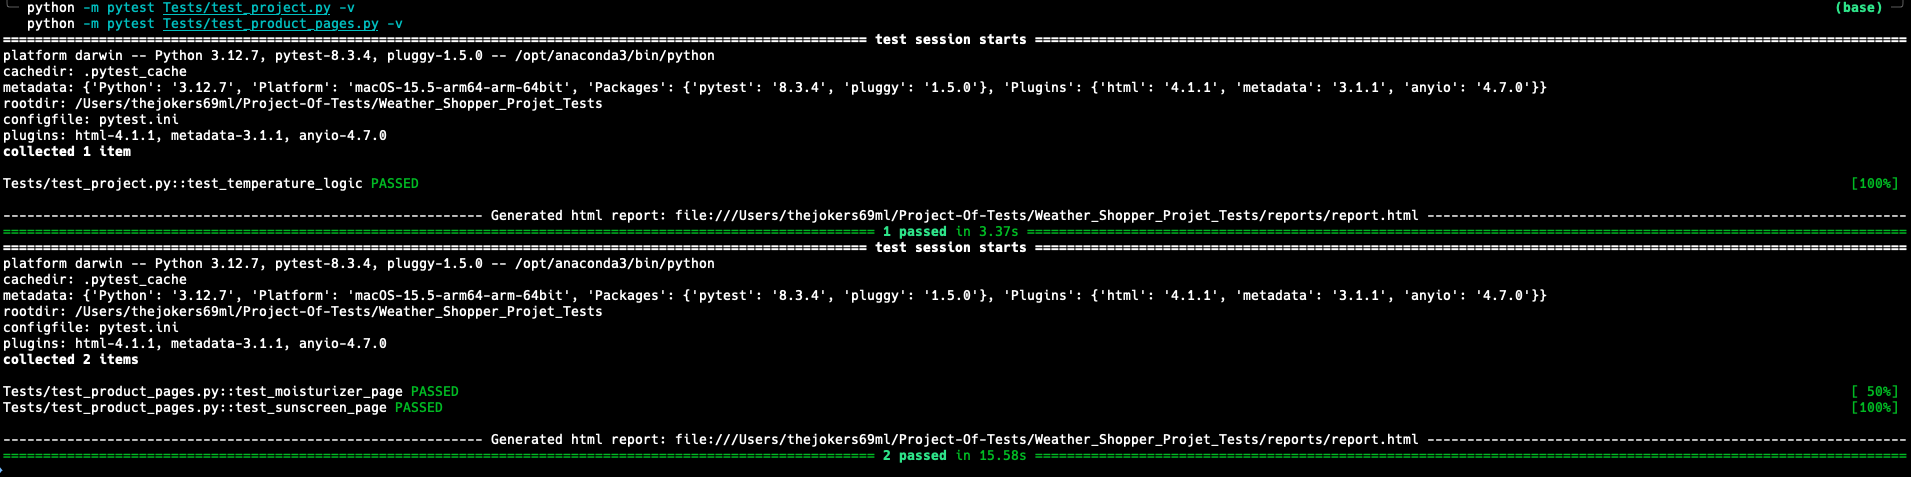 python -m pytest Tests/test_project.py -v (base)
python -m pytest Tests/test_product_pages.py -v
============================================================================================================ test session starts =============================================================================================================
platform darwin -- Python 3.12.7, pytest-8.3.4, pluggy-1.5.0 -- /opt/anaconda3/bin/python
cachedir: .pytest_cache
metadata: {'Python': '3.12.7', 'Platform': 'macOS-15.5-arm64-arm-64bit', 'Packages': {'pytest': '8.3.4', 'pluggy': '1.5.0'}, 'Plugins': {'html': '4.1.1', 'metadata': '3.1.1', 'anyio': '4.7.0'}}
rootdir: /Users/thejokers69ml/Project-Of-Tests/Weather_Shopper_Projet_Tests
configfile: pytest.ini
plugins: html-4.1.1, metadata-3.1.1, anyio-4.7.0
collected 1 item
Tests/test_project.py::test_temperature_logic PASSED [100%]
------------------------------------------------------------ Generated html report: file:///Users/thejokers69ml/Project-Of-Tests/Weather_Shopper_Projet_Tests/reports/report.html ------------------------------------------------------------
============================================================================================================= 1 passed in 3.37s ==============================================================================================================
============================================================================================================ test session starts =============================================================================================================
platform darwin -- Python 3.12.7, pytest-8.3.4, pluggy-1.5.0 -- /opt/anaconda3/bin/python
cachedir: .pytest_cache
metadata: {'Python': '3.12.7', 'Platform': 'macOS-15.5-arm64-arm-64bit', 'Packages': {'pytest': '8.3.4', 'pluggy': '1.5.0'}, 'Plugins': {'html': '4.1.1', 'metadata': '3.1.1', 'anyio': '4.7.0'}}
rootdir: /Users/thejokers69ml/Project-Of-Tests/Weather_Shopper_Projet_Tests
configfile: pytest.ini
plugins: html-4.1.1, metadata-3.1.1, anyio-4.7.0
collected 2 items
Tests/test_product_pages.py::test_moisturizer_page PASSED [ 50%]
Tests/test_product_pages.py::test_sunscreen_page PASSED [100%]
------------------------------------------------------------ Generated html report: file:///Users/thejokers69ml/Project-Of-Tests/Weather_Shopper_Projet_Tests/reports/report.html ------------------------------------------------------------
============================================================================================================= 2 passed in 15.58s =============================================================================================================